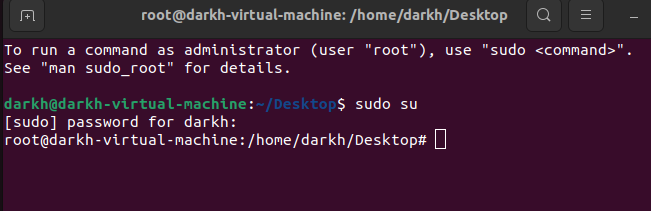 root@darkh-virtual-machine: /home/darkh/Desktop
To run a command as administrator (user "root"), use "sudo <command>".
See "man sudo_root" for details.
darkh@darkh-virtual-machine:~/Desktop$ sudo su
[sudo] password for darkh:
root@darkh-virtual-machine:/home/darkh/Desktop#